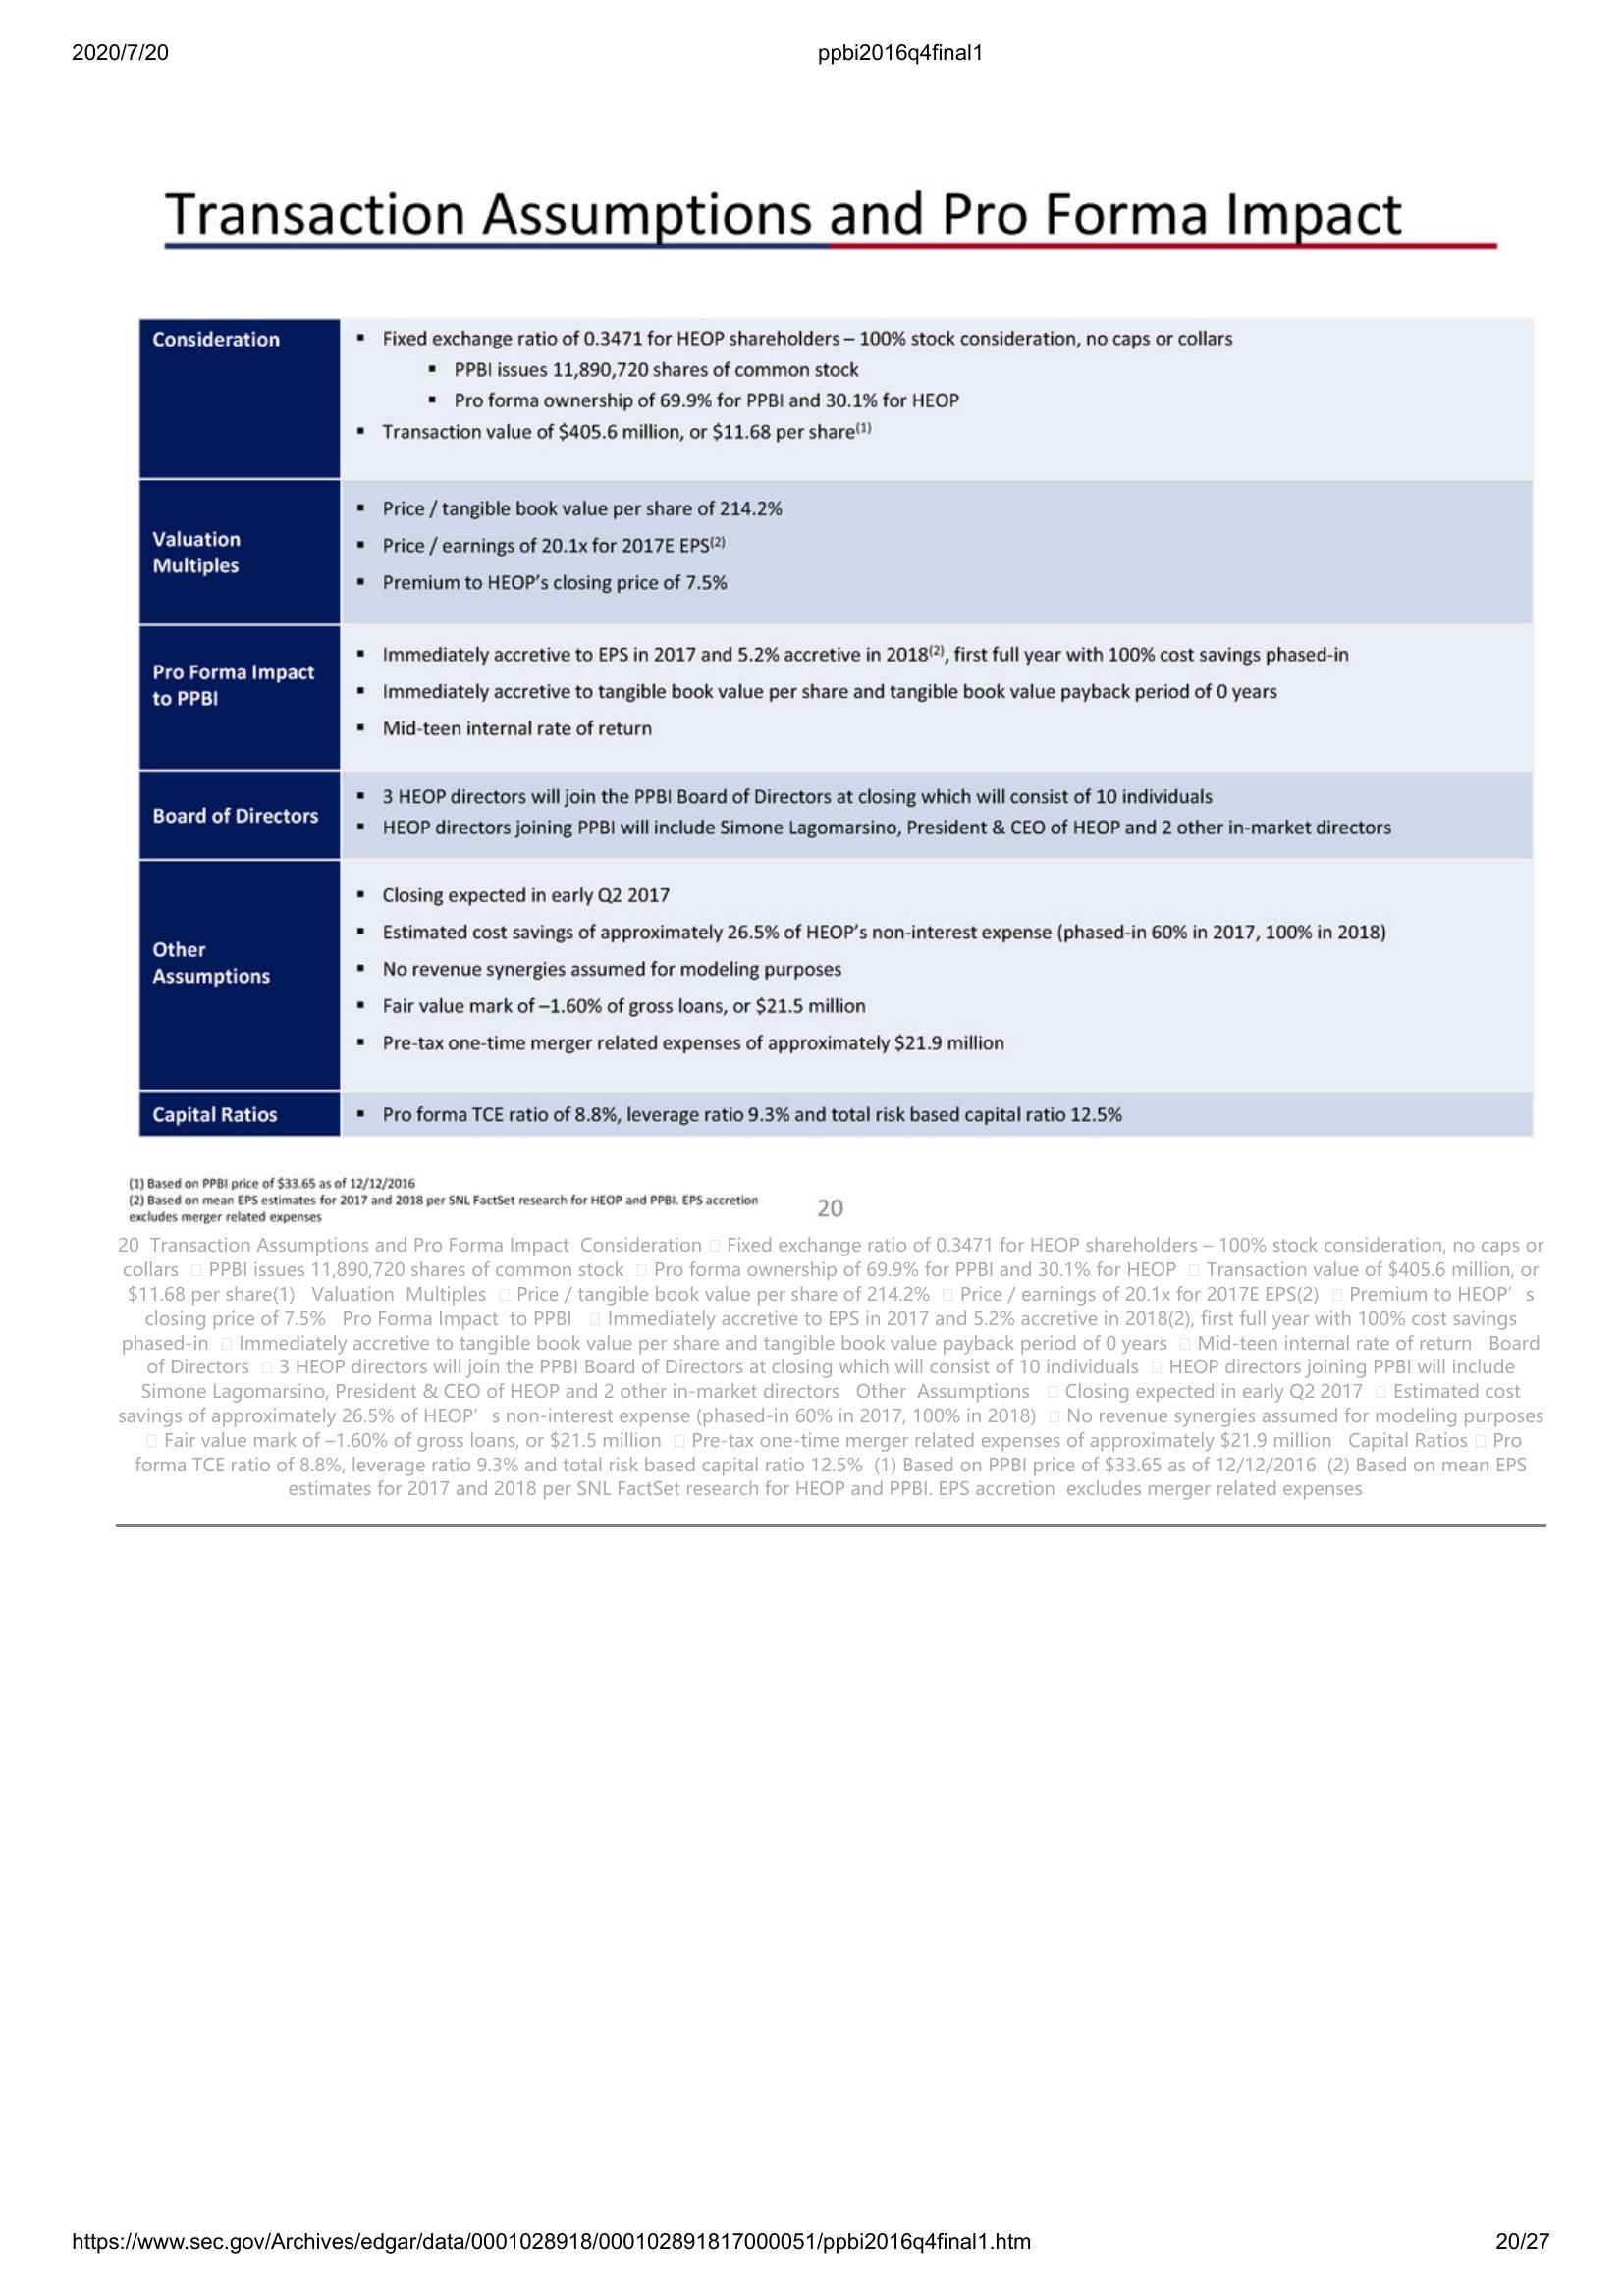 2020/7/20
ppbi2016q4final1
Transaction Assumptions and Pro Forma Impact
Consideration
▪ Fixed exchange ratio of 0.3471 for HEOP shareholders – 100% stock consideration, no caps or collars
▪ PPBI issues 11,890,720 shares of common stock
▪ Pro forma ownership of 69.9% for PPBI and 30.1% for HEOP
▪ Transaction value of $405.6 million, or $11.68 per share(1)
Valuation
Multiples
▪ Price / tangible book value per share of 214.2%
▪ Price / earnings of 20.1x for 2017E EPS(2)
▪ Premium to HEOP's closing price of 7.5%
Pro Forma Impact
to PPBI
▪ Immediately accretive to EPS in 2017 and 5.2% accretive in 2018(2), first full year with 100% cost savings phased-in
▪ Immediately accretive to tangible book value per share and tangible book value payback period of 0 years
▪ Mid-teen internal rate of return
Board of Directors
▪ 3 HEOP directors will join the PPBI Board of Directors at closing which will consist of 10 individuals
▪ HEOP directors joining PPBI will include Simone Lagomarsino, President & CEO of HEOP and 2 other in-market directors
Other
Assumptions
▪ Closing expected in early Q2 2017
▪ Estimated cost savings of approximately 26.5% of HEOP's non-interest expense (phased-in 60% in 2017, 100% in 2018)
▪ No revenue synergies assumed for modeling purposes
▪ Fair value mark of –1.60% of gross loans, or $21.5 million
▪ Pre-tax one-time merger related expenses of approximately $21.9 million
Capital Ratios
▪ Pro forma TCE ratio of 8.8%, leverage ratio 9.3% and total risk based capital ratio 12.5%
(1) Based on PPBI price of $33.65 as of 12/12/2016
(2) Based on mean EPS estimates for 2017 and 2018 per SNL FactSet research for HEOP and PPBI. EPS accretion
excludes merger related expenses
20
20 Transaction Assumptions and Pro Forma Impact Consideration □ Fixed exchange ratio of 0.3471 for HEOP shareholders – 100% stock consideration, no caps or
collars □ PPBI issues 11,890,720 shares of common stock □ Pro forma ownership of 69.9% for PPBI and 30.1% for HEOP □ Transaction value of $405.6 million, or
$11.68 per share(1) Valuation Multiples □ Price / tangible book value per share of 214.2% □ Price / earnings of 20.1x for 2017E EPS(2) □ Premium to HEOP’ s
closing price of 7.5% Pro Forma Impact to PPBI □ Immediately accretive to EPS in 2017 and 5.2% accretive in 2018(2), first full year with 100% cost savings
phased-in □ Immediately accretive to tangible book value per share and tangible book value payback period of 0 years □ Mid-teen internal rate of return Board
of Directors □ 3 HEOP directors will join the PPBI Board of Directors at closing which will consist of 10 individuals □ HEOP directors joining PPBI will include
Simone Lagomarsino, President & CEO of HEOP and 2 other in-market directors Other Assumptions □ Closing expected in early Q2 2017 □ Estimated cost
savings of approximately 26.5% of HEOP’ s non-interest expense (phased-in 60% in 2017, 100% in 2018) □ No revenue synergies assumed for modeling purposes
□ Fair value mark of –1.60% of gross loans, or $21.5 million □ Pre-tax one-time merger related expenses of approximately $21.9 million Capital Ratios □ Pro
forma TCE ratio of 8.8%, leverage ratio 9.3% and total risk based capital ratio 12.5% (1) Based on PPBI price of $33.65 as of 12/12/2016 (2) Based on mean EPS
estimates for 2017 and 2018 per SNL FactSet research for HEOP and PPBI. EPS accretion excludes merger related expenses
https://www.sec.gov/Archives/edgar/data/0001028918/000102891817000051/ppbi2016q4final1.htm
20/27